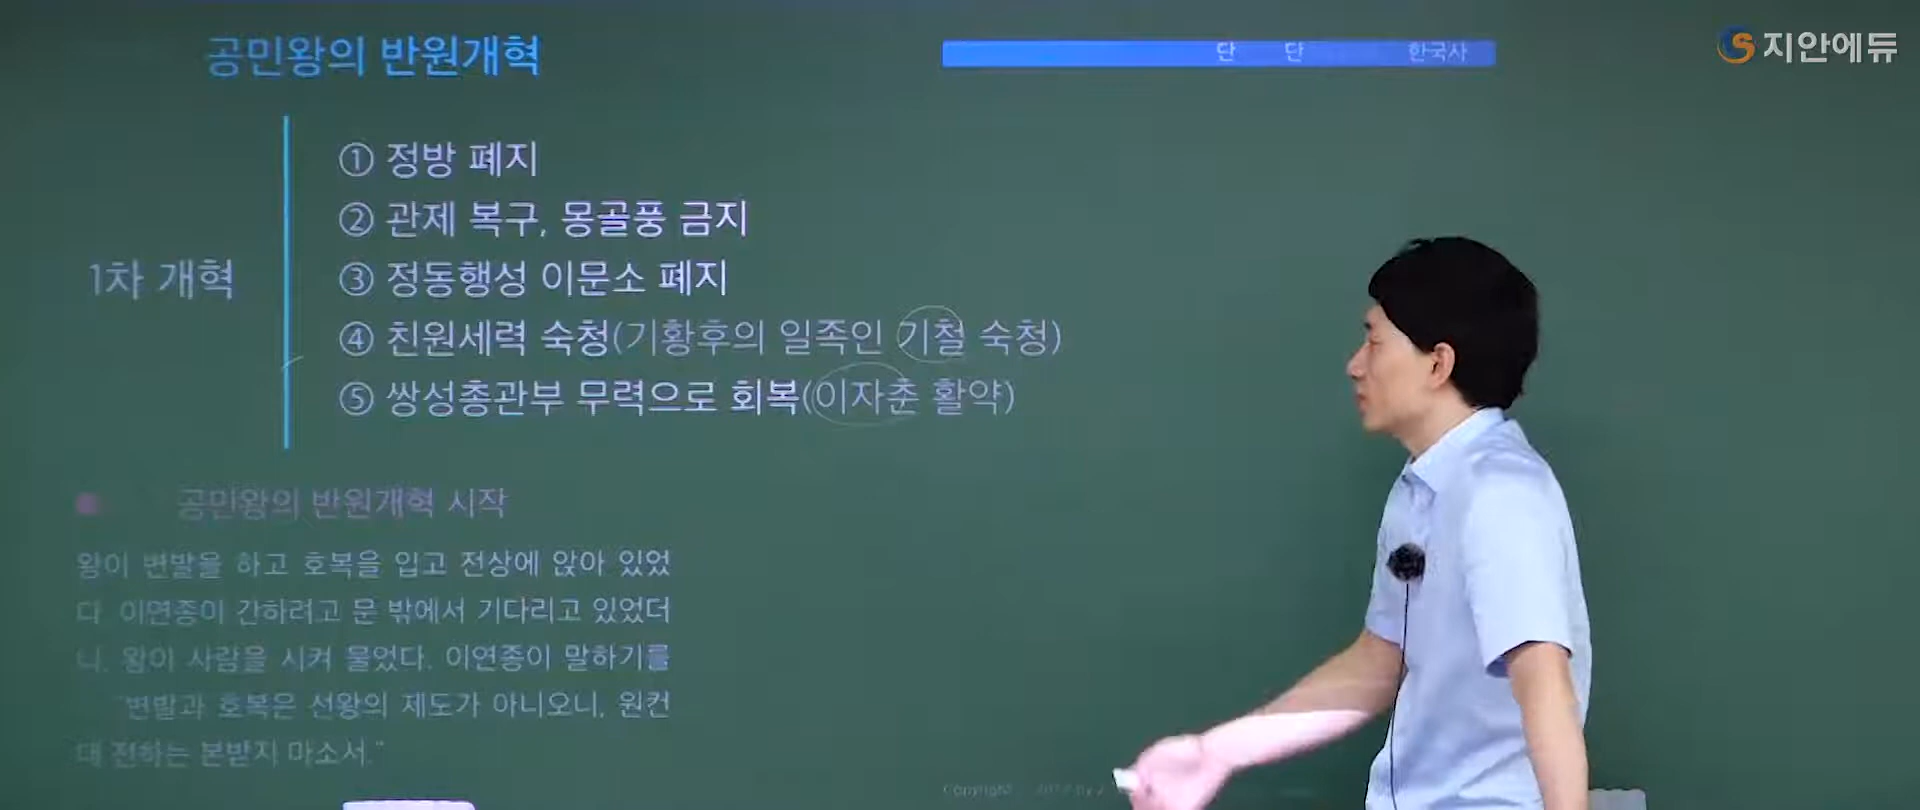 공민왕의 반원개혁
단 단 한국사
지안에듀
1차 개혁
① 정방 폐지
② 관제 복구, 몽골풍 금지
③ 정동행성 이문소 폐지
④ 친원세력 숙청(기황후의 일족인 기철 숙청)
⑤ 쌍성총관부 무력으로 회복(이자춘 활약)
공민왕의 반원개혁 시작
왕이 변발을 하고 호복을 입고 전상에 앉아 있었
다. 이연종이 간하려고 문 밖에서 기다리고 있었더
니, 왕이 사람을 시켜 물었다. 이연종이 말하기를
"변발과 호복은 선왕의 제도가 아니오니, 원컨
대 전하는 본받지 마소서."
Copyright